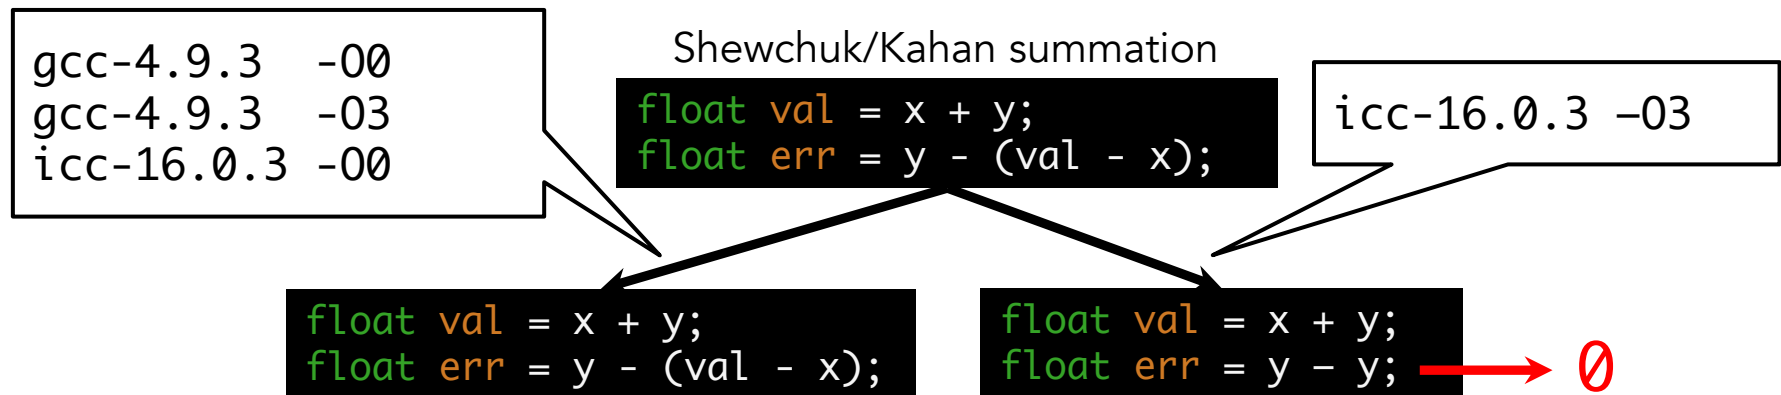 gcc-4.9.3 -O0
gcc-4.9.3 -O3
icc-16.0.3 -O0
Shewchuk/Kahan summation
float val = x + y;
float err = y - (val - x);
icc-16.0.3 –O3
float val = x + y;
float err = y - (val - x);
float val = x + y;
float err = y – y;
0